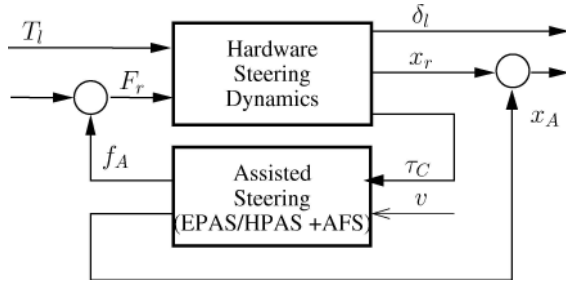 T_l
δ_l
Hardware
Steering
Dynamics
x_r
F_r
x_A
f_A
τ_C
Assisted
Steering
(EPAS/HPAS +AFS)
v